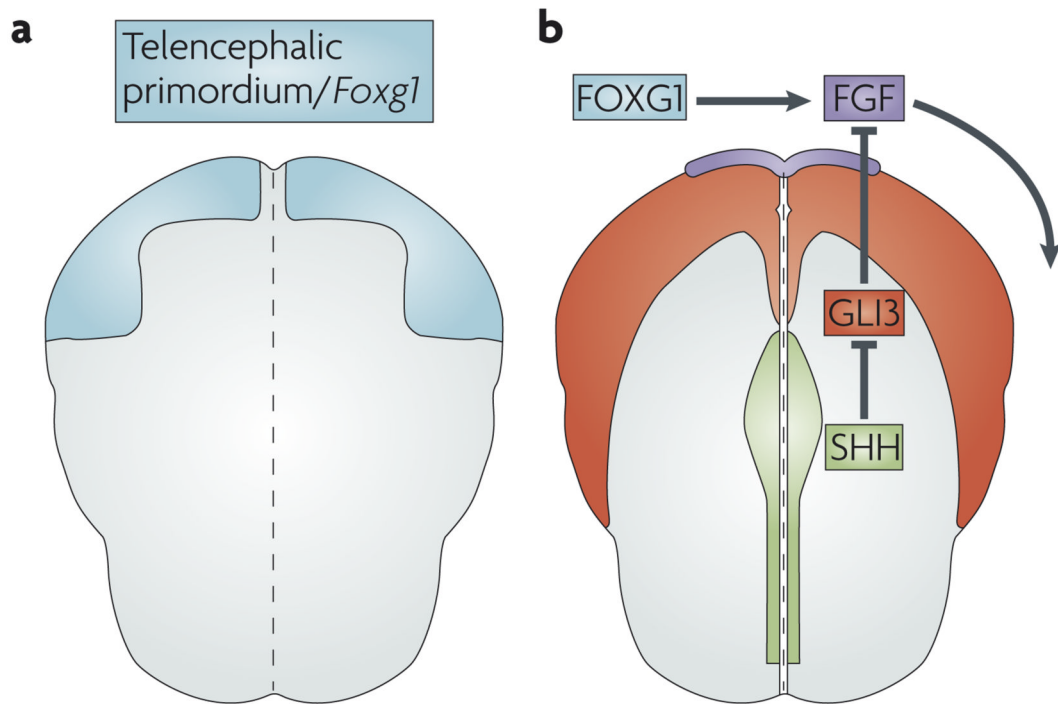 a
Telencephalic
primordium/Foxg1
b
FOXG1
FGF
GLI3
SHH